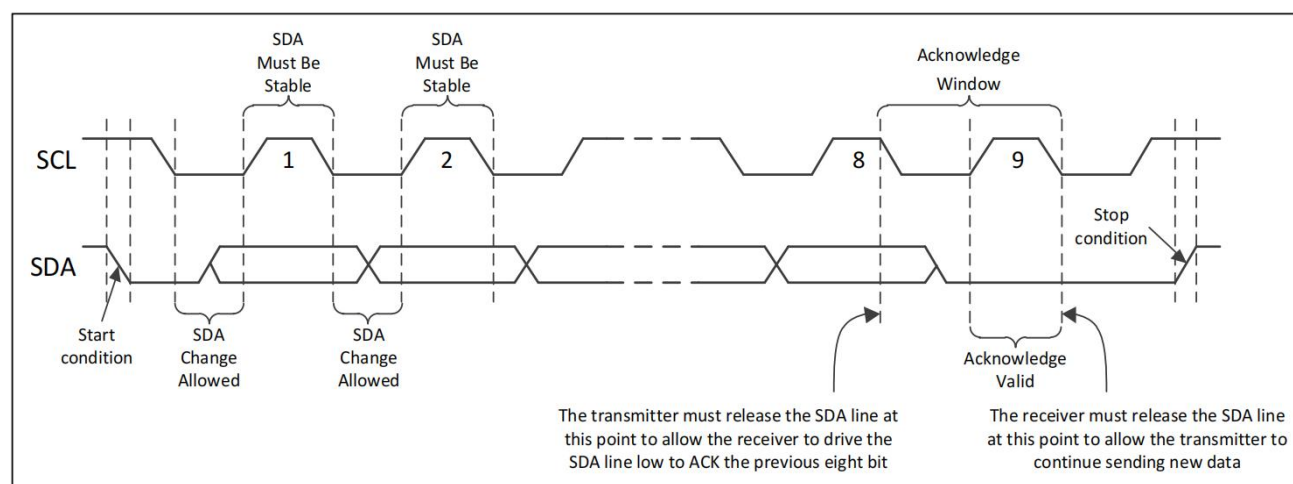 SDA
Must Be
Stable
SDA
Must Be
Stable
Acknowledge
Window
SCL
1
2
8
9
SDA
Stop
condition
Start
condition
SDA
Change
Allowed
SDA
Change
Allowed
Acknowledge
Valid
The transmitter must release the SDA line at
this point to allow the receiver to drive the
SDA line low to ACK the previous eight bit
The receiver must release the SDA line
at this point to allow the transmitter to
continue sending new data